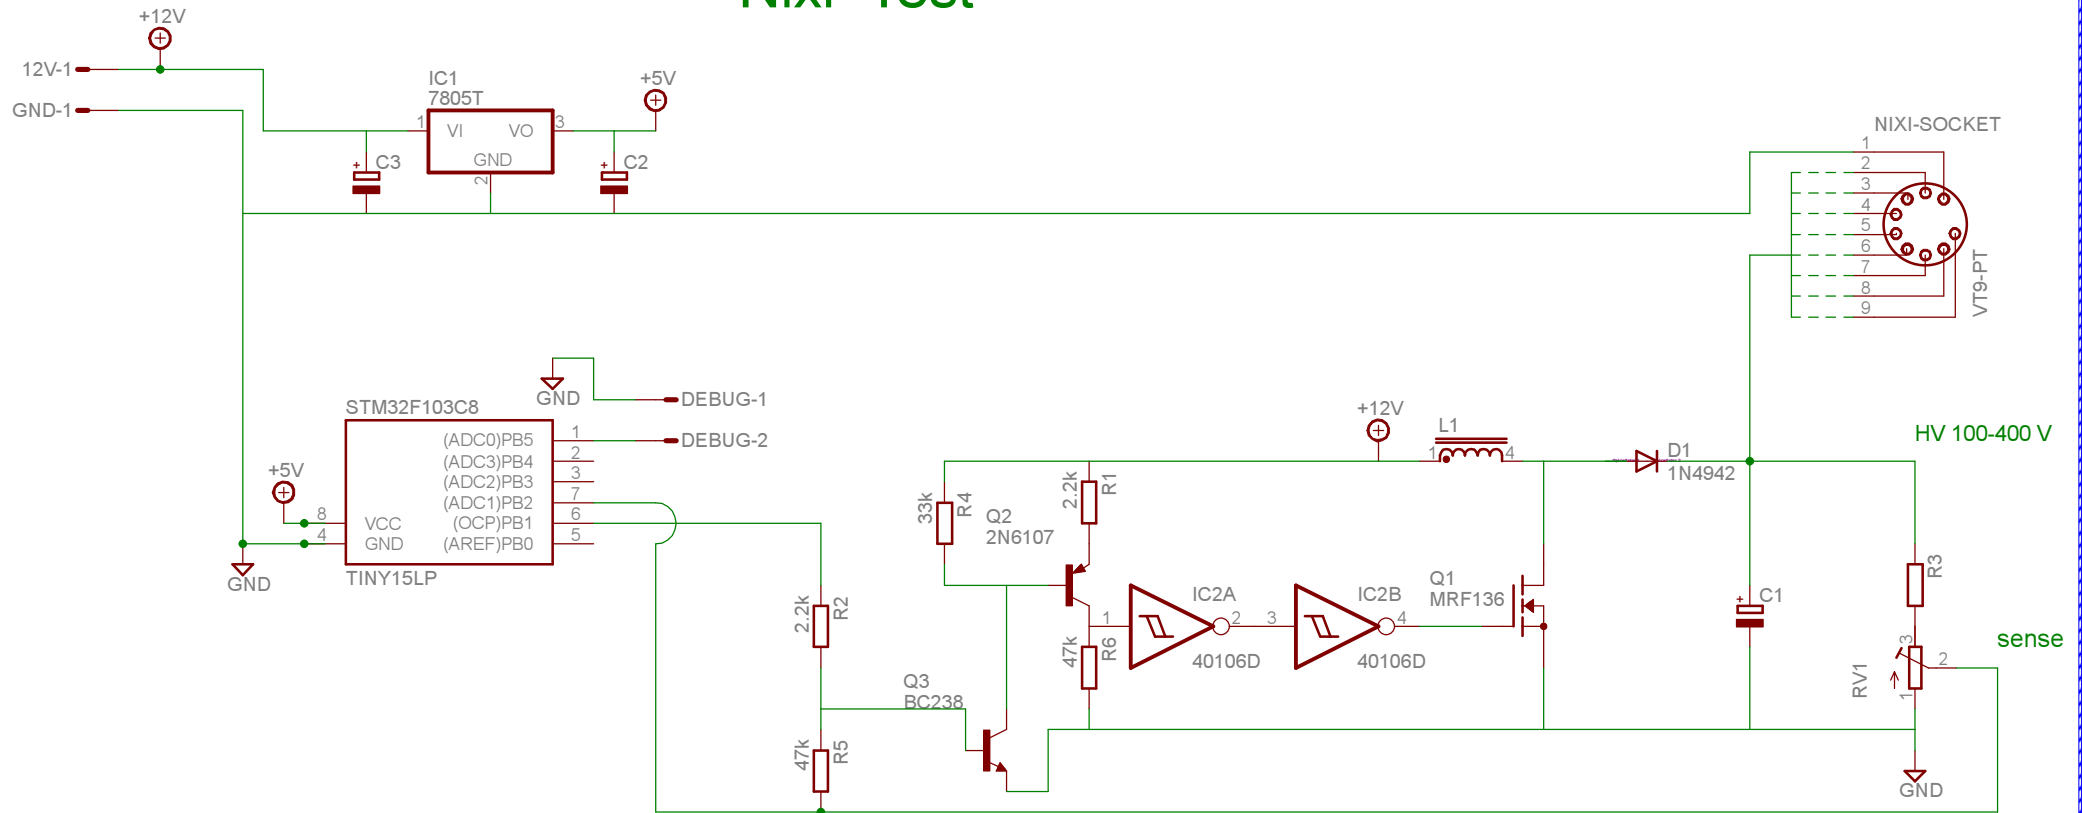 +12V
12V-1
GND-1
IC1
7805T
1
VI
VO
3
GND
2
+5V
C3
C2
NIXI-SOCKET
1
2
3
4
5
6
7
8
9
VT9-PT
GND
DEBUG-1
DEBUG-2
STM32F103C8
(ADC0)PB5
1
(ADC3)PB4
2
(ADC2)PB3
3
(ADC1)PB2
7
+5V
8
VCC
(OCP)PB1
6
4
GND
(AREF)PB0
5
GND
TINY15LP
+12V
L1
1
4
D1
1N4942
HV 100-400 V
33k
R4
2.2k
R1
Q2
2N6107
2.2k
R2
47k
R6
1
IC2A
2
40106D
3
IC2B
4
40106D
Q1
MRF136
C1
R3
sense
RV1
3
2
1
Q3
BC238
47k
R5
GND